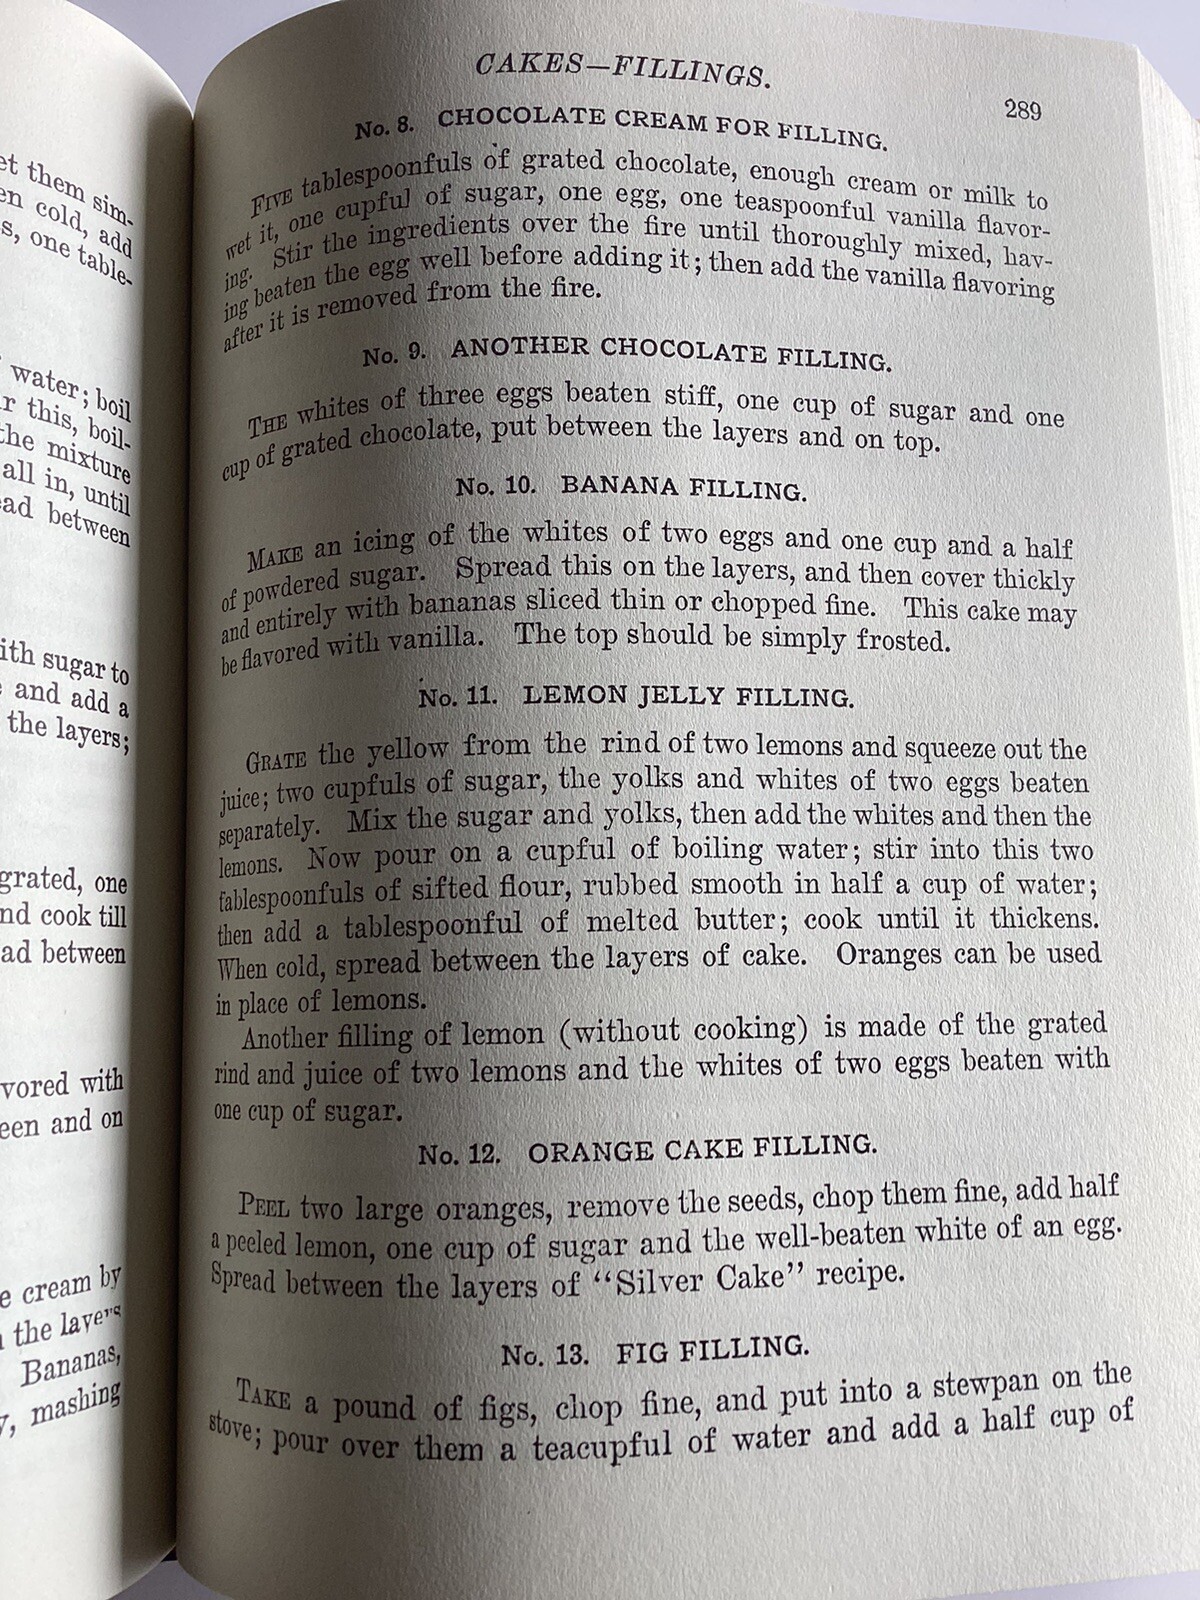 et them sim-
en cold, add
s, one table-
water; boil
r this, boil-
the mixture
all in, until
ead between
ith sugar to
and add a
the layers;
grated, one
nd cook till
ad between
vored with
een and on
e cream by
the layers
Bananas,
mashing
CAKES—FILLINGS.
289
No. 8. CHOCOLATE CREAM FOR FILLING.
FIVE tablespoonfuls of grated chocolate, enough cream or milk to
wet it, one cupful of sugar, one egg, one teaspoonful vanilla flavor-
ing. Stir the ingredients over the fire until thoroughly mixed, hav-
ing beaten the egg well before adding it; then add the vanilla flavoring
after it is removed from the fire.
No. 9. ANOTHER CHOCOLATE FILLING.
THE whites of three eggs beaten stiff, one cup of sugar and one
cup of grated chocolate, put between the layers and on top.
No. 10. BANANA FILLING.
MAKE an icing of the whites of two eggs and one cup and a half
of powdered sugar. Spread this on the layers, and then cover thickly
and entirely with bananas sliced thin or chopped fine. This cake may
be flavored with vanilla. The top should be simply frosted.
No. 11. LEMON JELLY FILLING.
GRATE the yellow from the rind of two lemons and squeeze out the
juice; two cupfuls of sugar, the yolks and whites of two eggs beaten
separately. Mix the sugar and yolks, then add the whites and then the
lemons. Now pour on a cupful of boiling water; stir into this two
tablespoonfuls of sifted flour, rubbed smooth in half a cup of water;
then add a tablespoonful of melted butter; cook until it thickens.
When cold, spread between the layers of cake. Oranges can be used
in place of lemons.
Another filling of lemon (without cooking) is made of the grated
rind and juice of two lemons and the whites of two eggs beaten with
one cup of sugar.
No. 12. ORANGE CAKE FILLING.
PEEL two large oranges, remove the seeds, chop them fine, add half
a peeled lemon, one cup of sugar and the well-beaten white of an egg.
Spread between the layers of “Silver Cake” recipe.
No. 13. FIG FILLING.
TAKE a pound of figs, chop fine, and put into a stewpan on the
stove; pour over them a teacupful of water and add a half cup of